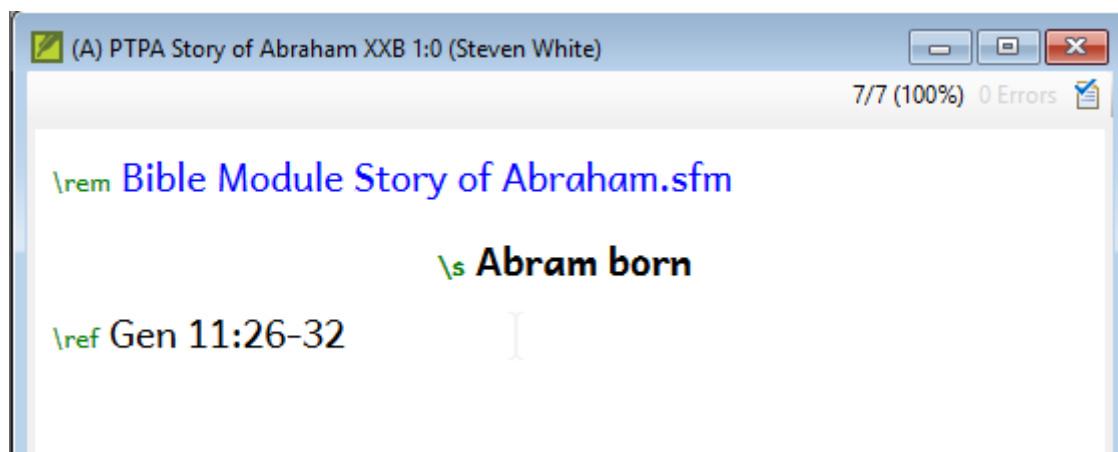 (A) PTPA Story of Abraham XXB 1:0 (Steven White)
7/7 (100%) 0 Errors
\rem Bible Module Story of Abraham.sfm
\s Abram born
\ref Gen 11:26-32